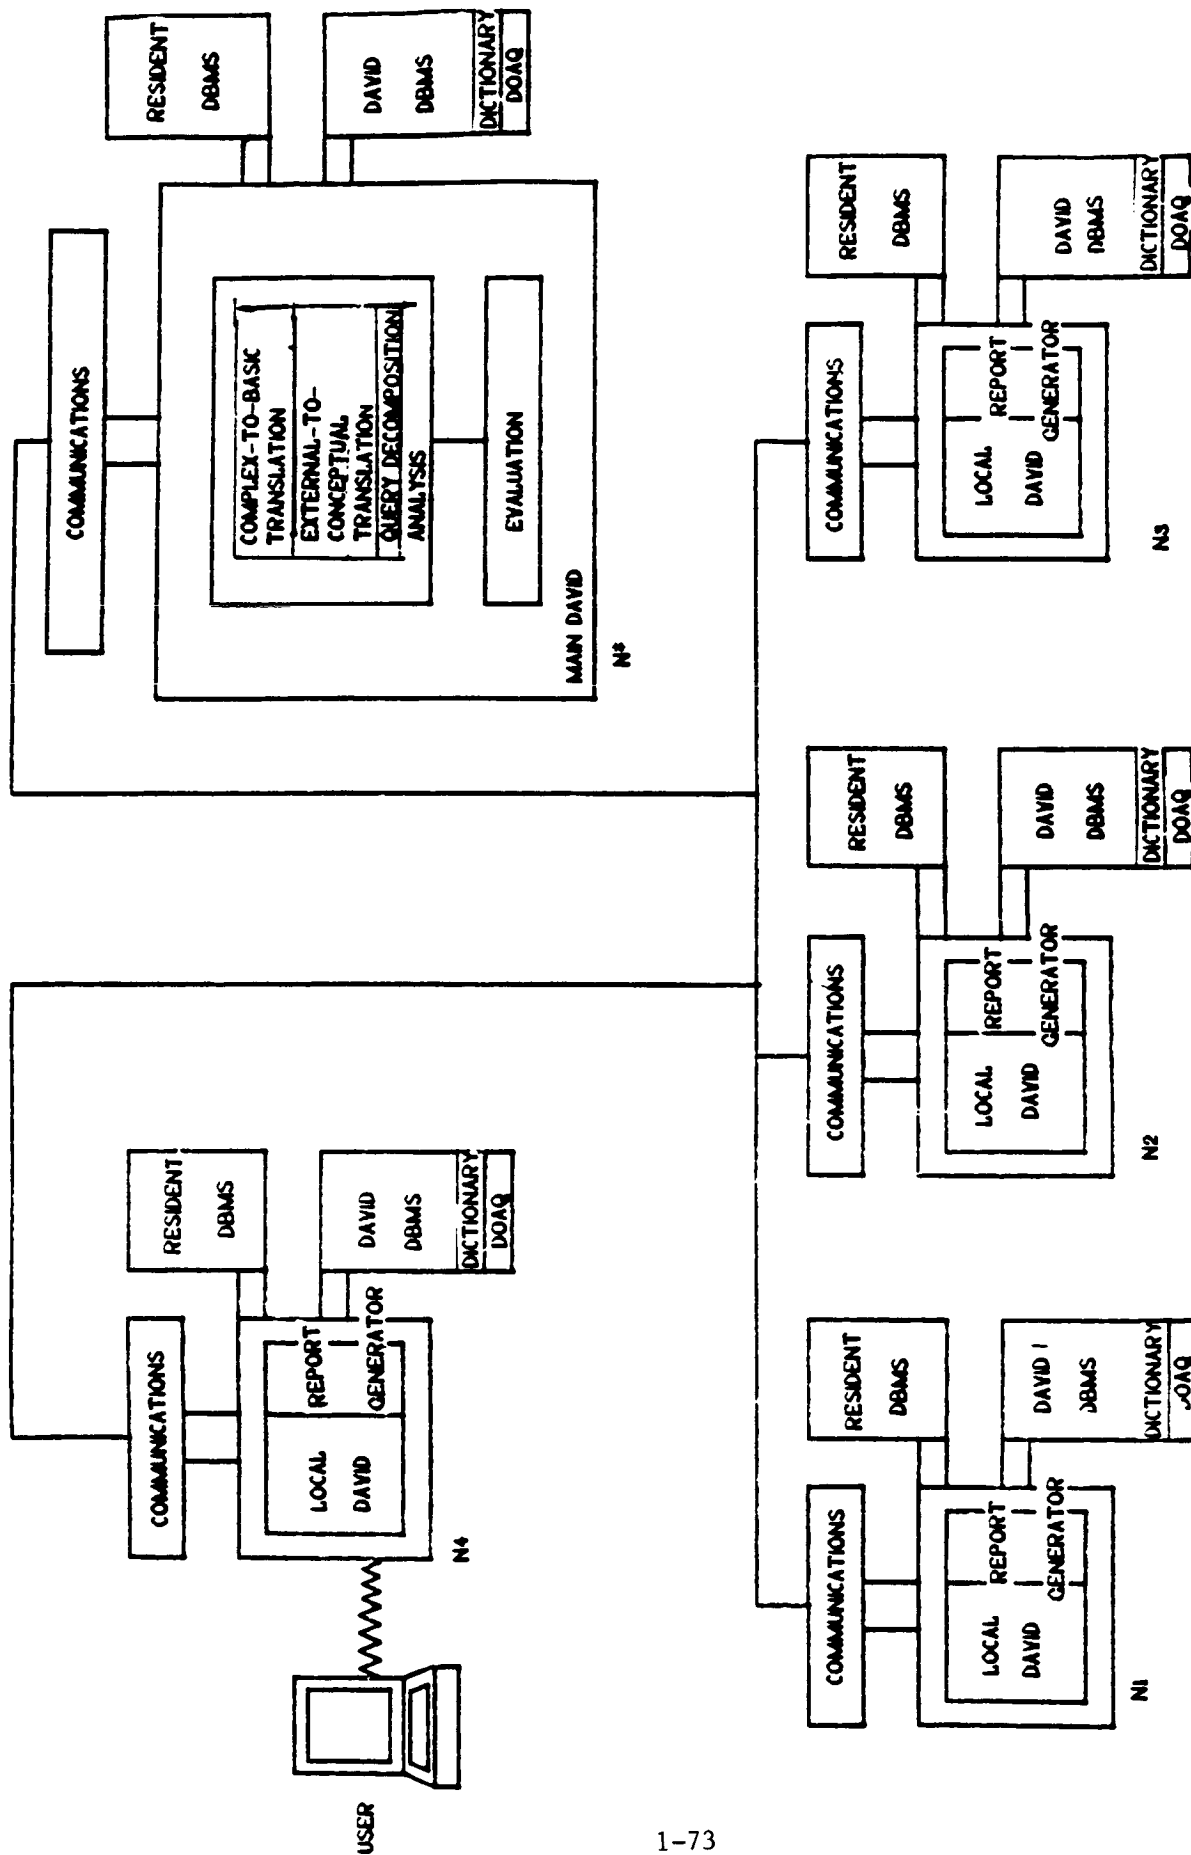 USER
COMMUNICATIONS
LOCAL
DAVID
REPORT
GENERATOR
N4
RESIDENT
DBMS
DAVID
DBMS
DICTIONARY
DOAQ
COMMUNICATIONS
COMPLEX-TO-BASIC
TRANSLATION
EXTERNAL-TO-
CONCEPTUAL
TRANSLATION
QUERY DECOMPOSITION
ANALYSIS
EVALUATION
MAIN DAVID
N*
RESIDENT
DBMS
DAVID
DBMS
DICTIONARY
DOAQ
COMMUNICATIONS
LOCAL
DAVID
REPORT
GENERATOR
N1
RESIDENT
DBMS
DAVID
DBMS
DICTIONARY
DOAQ
COMMUNICATIONS
LOCAL
DAVID
REPORT
GENERATOR
N2
RESIDENT
DBMS
DAVID
DBMS
DICTIONARY
DOAQ
COMMUNICATIONS
LOCAL
DAVID
REPORT
GENERATOR
N3
RESIDENT
DBMS
DAVID
DBMS
DICTIONARY
DOAQ
1-73